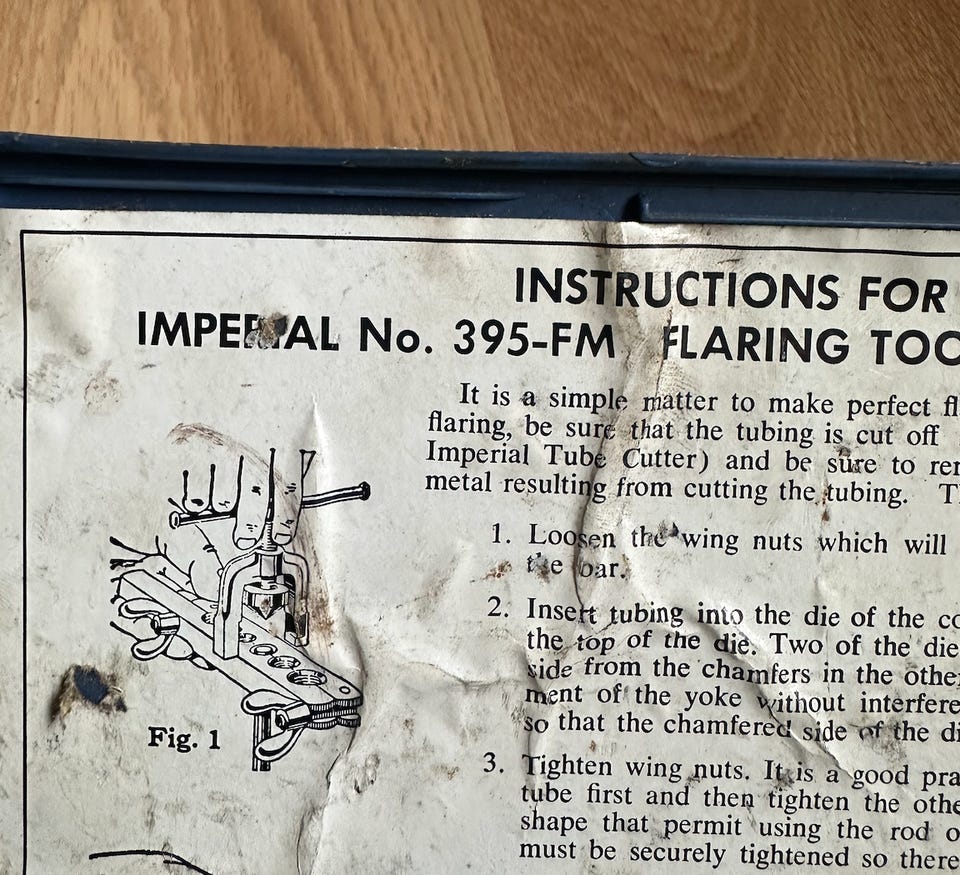 INSTRUCTIONS FOR
IMPERIAL No. 395-FM FLARING TOO
It is a simple matter to make perfect fl
flaring, be sure that the tubing is cut off
Imperial Tube Cutter) and be sure to rem
metal resulting from cutting the tubing. T
1. Loosen the wing nuts which will
the bar.
2. Insert tubing into the die of the co
the top of the die. Two of the die
side from the chamfers in the other
ment of the yoke without interfere
so that the chamfered side of the di
3. Tighten wing nuts. It is a good pra
tube first and then tighten the othe
shape that permit using the rod o
must be securely tightened so there
Fig. 1